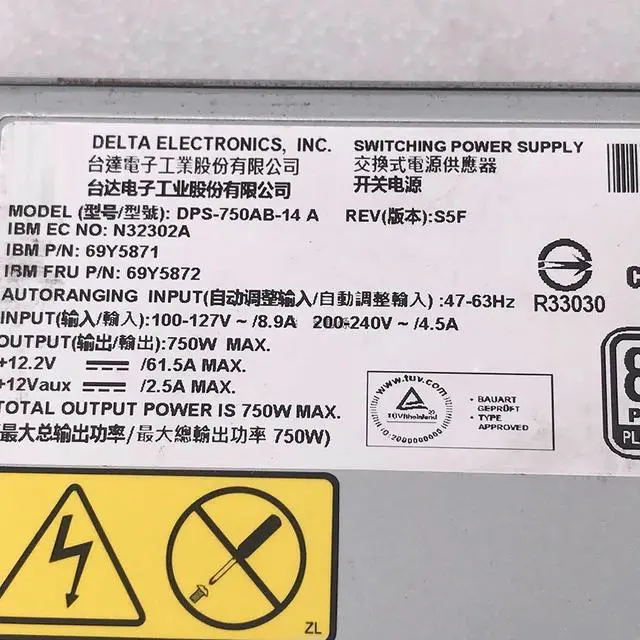 DELTA ELECTRONICS, INC. SWITCHING POWER SUPPLY
台達電子工業股份有限公司 交換式電源供應器
台达电子工业股份有限公司 开关电源
MODEL (型号/型號): DPS-750AB-14 A REV(版本):S5F
IBM EC NO: N32302A
IBM P/N: 69Y5871
IBM FRU P/N: 69Y5872
AUTORANGING INPUT(自动调整输入/自動調整輸入) :47-63Hz
R33030
INPUT(输入/輸入):100-127V ~ /8.9A 200-240V ~ /4.5A
OUTPUT(输出/輸出):750W MAX.
+12.2V /61.5A MAX.
+12Vaux /2.5A MAX.
TOTAL OUTPUT POWER IS 750W MAX.
(最大总输出功率/最大總輸出功率 750W)
www.tuv.com
TÜVRheinland
ID:2000000000
• BAUART
GEPRÜFT
• TYPE
APPROVED
ZL